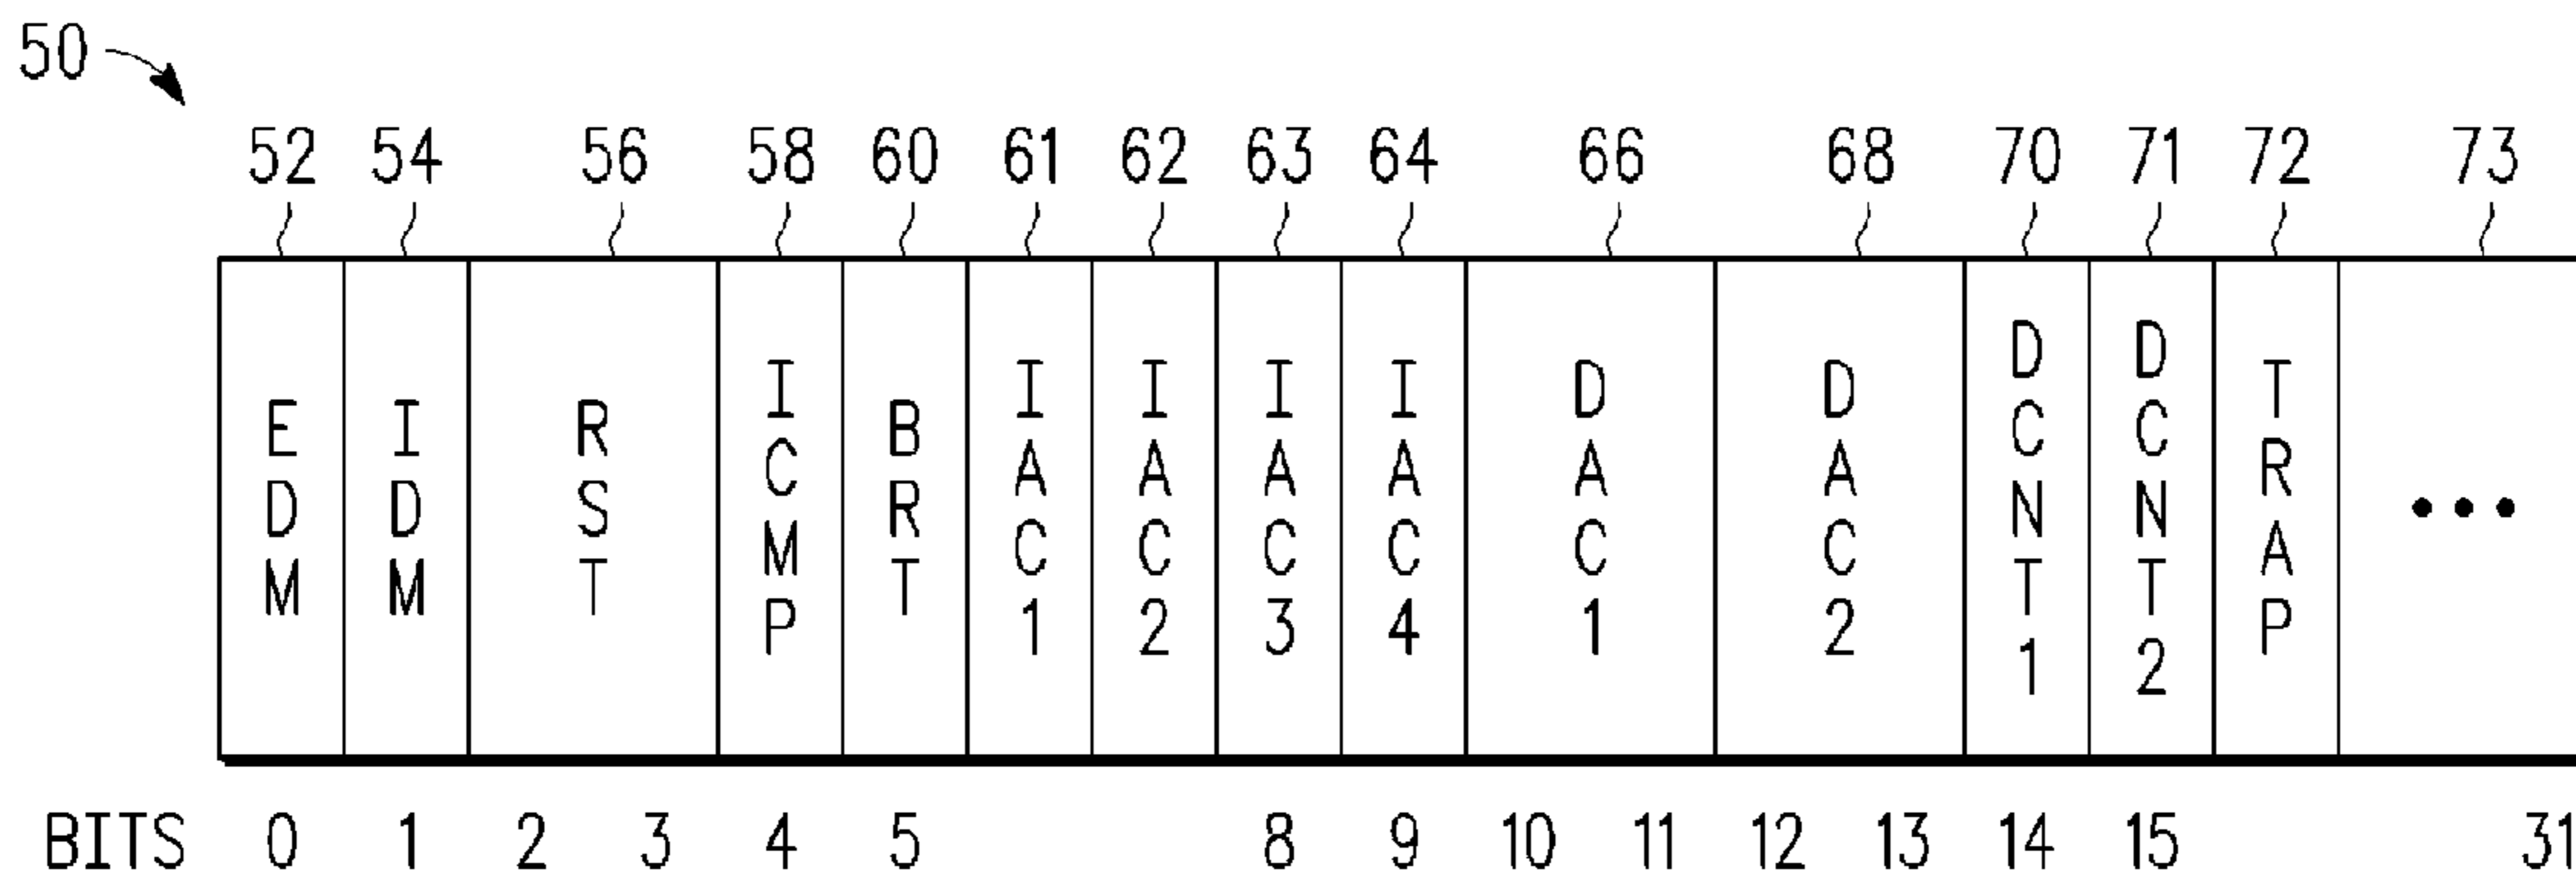 50
52 54 56 58 60 61 62 63 64 66 68 70 71 72 73
EDM IDM RST ICMP BRT IAC1 IAC2 IAC3 IAC4 DAC1 DAC2 DCNT1 DCNT2 TRAP •••
BITS 0 1 2 3 4 5 8 9 10 11 12 13 14 15 31